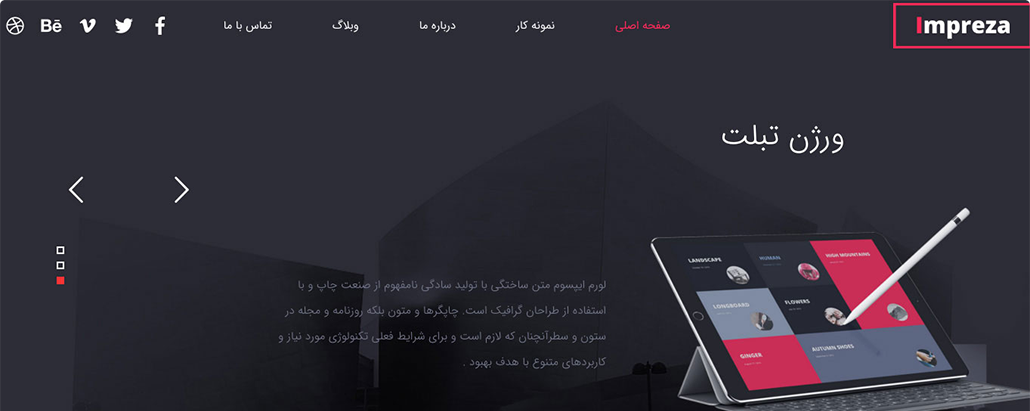 Impreza
صفحه اصلی
نمونه کار
درباره ما
وبلاگ
تماس با ما
Bē
ورژن تبلت
لورم ایپسوم متن ساختگی با تولید سادگی نامفهوم از صنعت چاپ و با
استفاده از طراحان گرافیک است. چاپگرها و متون بلکه روزنامه و مجله در
ستون و سطرآنچنان که لازم است و برای شرایط فعلی تکنولوژی مورد نیاز و
کاربردهای متنوع با هدف بهبود .
LANDSCAPE
HUMAN
HIGH MOUNTAINS
LONGBOARD
FLOWERS
GINGER
AUTUMN SHOES